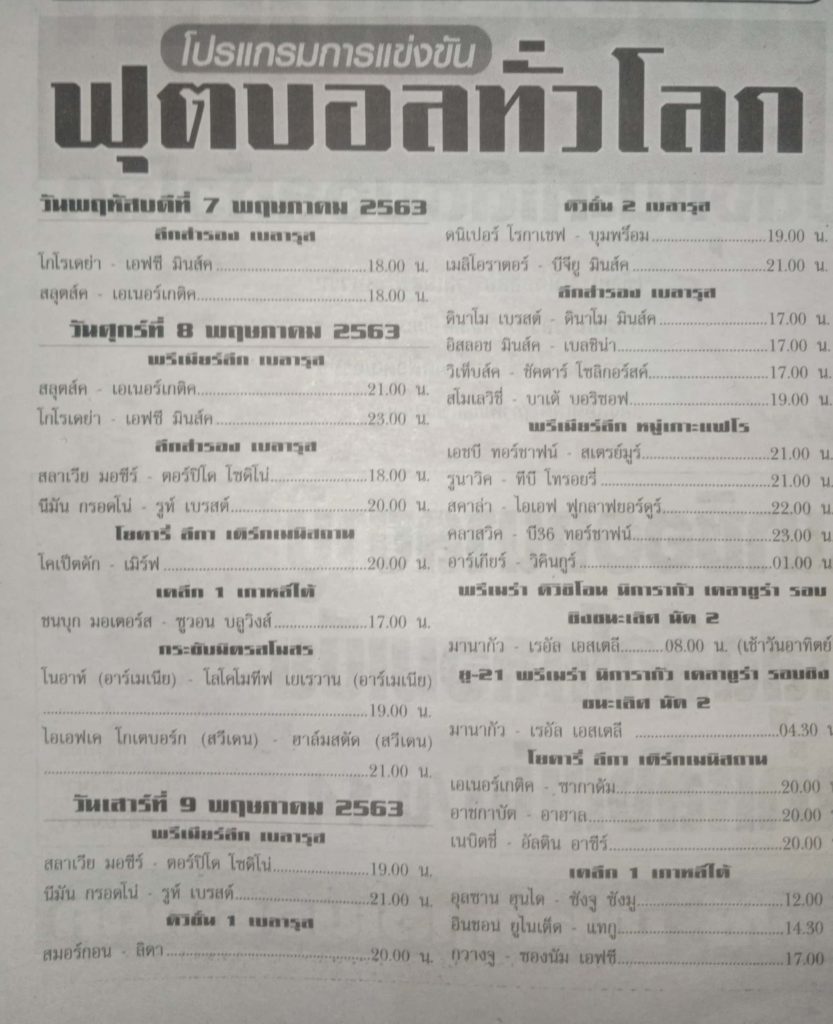 โปรแกรมการแข่งขัน
ฟุตบอลทั่วโลก
วันพฤหัสบดีที่ 7 พฤษภาคม 2563
ลีกสำรอง เบลารุส
โกโรเดย่า - เอฟซี มินส์ค....................18.00 น.
สลุตส์ค - เอเนอร์เกติค....................18.00 น.
วันศุกร์ที่ 8 พฤษภาคม 2563
พรีเมียร์ลีก เบลารุส
สลุตส์ค - เอเนอร์เกติค....................21.00 น.
โกโรเดย่า - เอฟซี มินส์ค....................23.00 น.
ลีกสำรอง เบลารุส
สลาเวีย มอซีร์ - ตอร์ปิโด โซดิโน่....................18.00 น.
นีมัน กรอดโน่ - รูห์ เบรสต์....................20.00 น.
โยคารี่ ลีกา เติร์กเมนิสถาน
โคเป็ตดัก - เมิร์ฟ....................20.00 น.
เคลีก 1 เกาหลีใต้
ชนบุก มอเตอร์ส - ซูวอน บลูวิงส์....................17.00 น.
กระชับมิตรสโมสร
โนอาห์ (อาร์เมเนีย) - โลโคโมทีฟ เยเรวาน (อาร์เมเนีย)
....................19.00 น.
ไอเอฟเค โกเตบอร์ก (สวีเดน) - ฮาล์มสตัด (สวีเดน)
....................21.00 น.
วันเสาร์ที่ 9 พฤษภาคม 2563
พรีเมียร์ลีก เบลารุส
สลาเวีย มอซีร์ - ตอร์ปิโด โซดิโน่....................19.00 น.
นีมัน กรอดโน่ - รูห์ เบรสต์....................21.00 น.
ดิวิชั่น 1 เบลารุส
สมอร์กอน - ลิดา....................20.00 น.
ดิวิชั่น 2 เบลารุส
ดนิเปอร์ โรกาเชฟ - บุมพร็อม....................19.00 น.
เมลิโอราตอร์ - บีจียู มินส์ค....................21.00 น.
ลีกสำรอง เบลารุส
ดินาโม เบรสต์ - ดินาโม มินส์ค....................17.00 น.
อิสลอช มินส์ค - เบลชิน่า....................17.00 น.
วิเท็บส์ค - ชัคตาร์ โซลิกอร์สค์....................17.00 น.
สโมเลวิชี่ - บาเต้ บอริซอฟ....................19.00 น.
พรีเมียร์ลีก หมู่เกาะแฟโร
เอชบี ทอร์ชาฟน์ - สเตรย์มูร์....................21.00 น.
รูนาวิค - ทีบี โทรอยรี่....................21.00 น.
สคาล่า - ไอเอฟ ฟูกลาฟยอร์ดูร์....................22.00 น.
คลาสวิค - บี36 ทอร์ชาฟน์....................23.00 น.
อาร์เกียร์ - วิคินกูร์....................01.00 น
พรีเมร่า ดิวิซิโอน นิการากัว เคลาซูร่า รอบ
ชิงชนะเลิศ นัด 2
มานากัว - เรอัล เอสเตลี..........08.00 น. (เช้าวันอาทิตย์
ยู-21 พรีเมร่า นิการากัว เคลาซูร่า รอบชิง
ชนะเลิศ นัด 2
มานากัว - เรอัล เอสเตลี ....................04.30 น
โยคารี่ ลีกา เติร์กเมนิสถาน
เอเนอร์เกติค - ชากาดัม....................20.00 น
อาชกาบัด - อาฮาล....................20.00 น
เนบิตชี่ - อัลติน อาซีร์....................20.00 น
เคลีก 1 เกาหลีใต้
อุลซาน ฮุนได - ซังจู ซังมู....................12.00
อินชอน ยูไนเต็ด - แทกู....................14.30
กวางจู - ซองนัม เอฟซี....................17.00